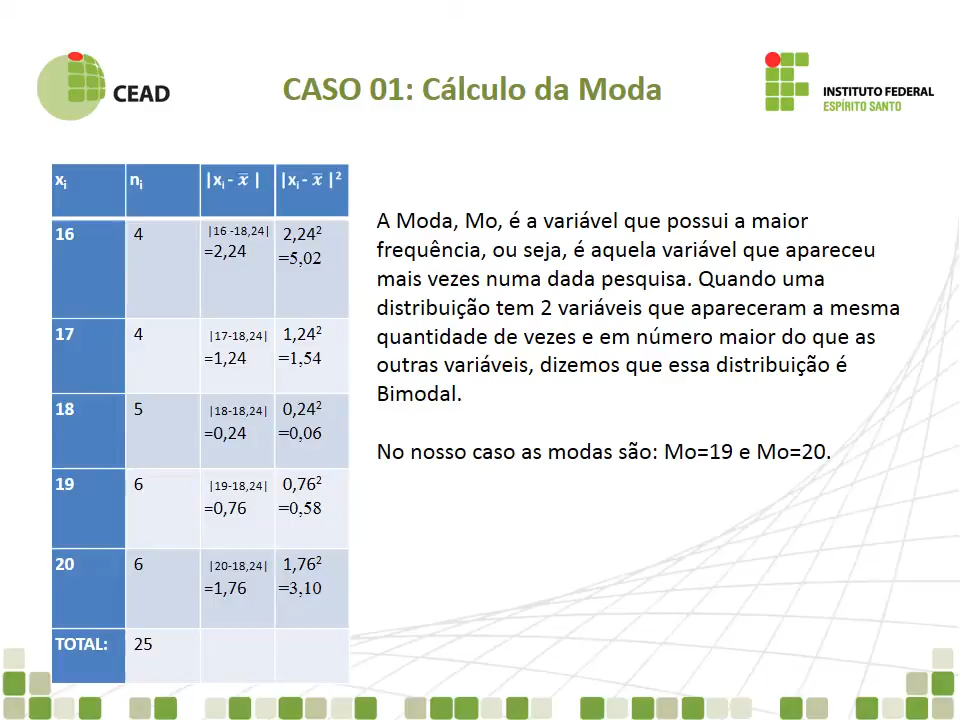 CEAD
CASO 01: Cálculo da Moda
INSTITUTO FEDERAL
ESPÍRITO SANTO
xᵢ nᵢ |xᵢ - x̅ | |xᵢ - x̅ |²
16 4 |16 -18,24| =2,24 2,24² =5,02
17 4 |17-18,24| =1,24 1,24² =1,54
18 5 |18-18,24| =0,24 0,24² =0,06
19 6 |19-18,24| =0,76 0,76² =0,58
20 6 |20-18,24| =1,76 1,76² =3,10
TOTAL: 25
A Moda, Mo, é a variável que possui a maior
frequência, ou seja, é aquela variável que apareceu
mais vezes numa dada pesquisa. Quando uma
distribuição tem 2 variáveis que apareceram a mesma
quantidade de vezes e em número maior do que as
outras variáveis, dizemos que essa distribuição é
Bimodal.
No nosso caso as modas são: Mo=19 e Mo=20.